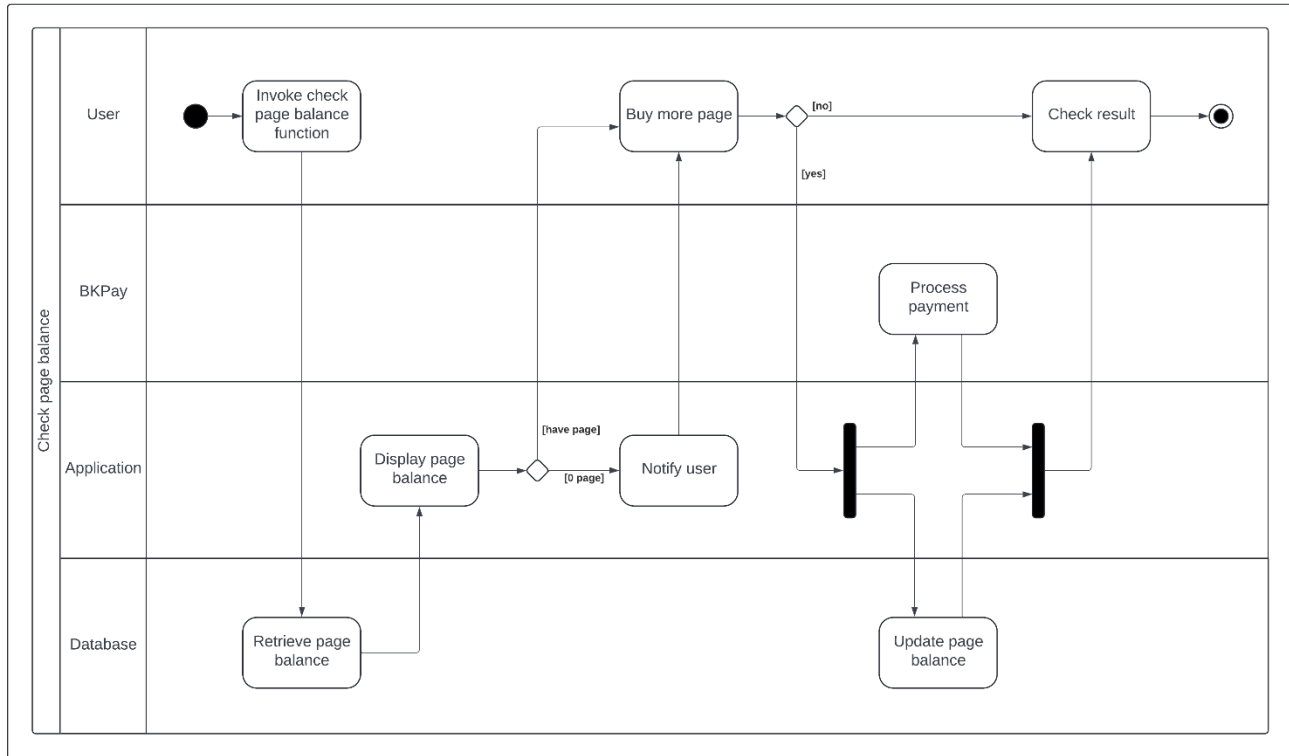 Check page balance
User
Invoke check
page balance
function
Buy more page
[no]
[yes]
Check result
BKPay
Process
payment
Application
Display page
balance
[have page]
[0 page]
Notify user
Database
Retrieve page
balance
Update page
balance